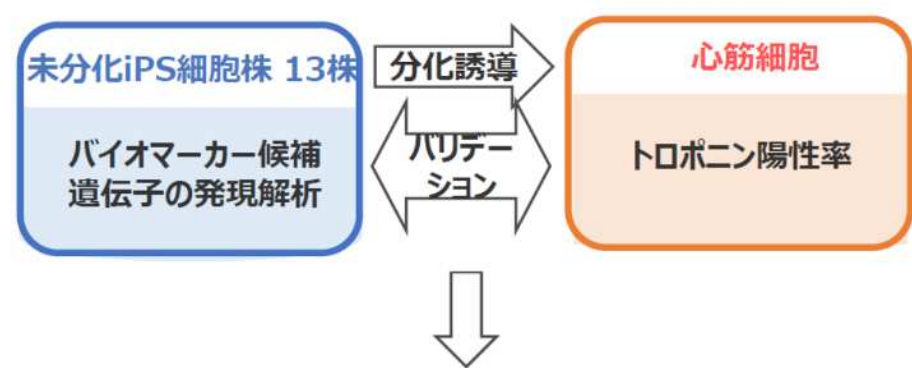 未分化iPS細胞株 13株
バイオマーカー候補
遺伝子の発現解析
分化誘導
バリデー
ション
心筋細胞
トロポニン陽性率